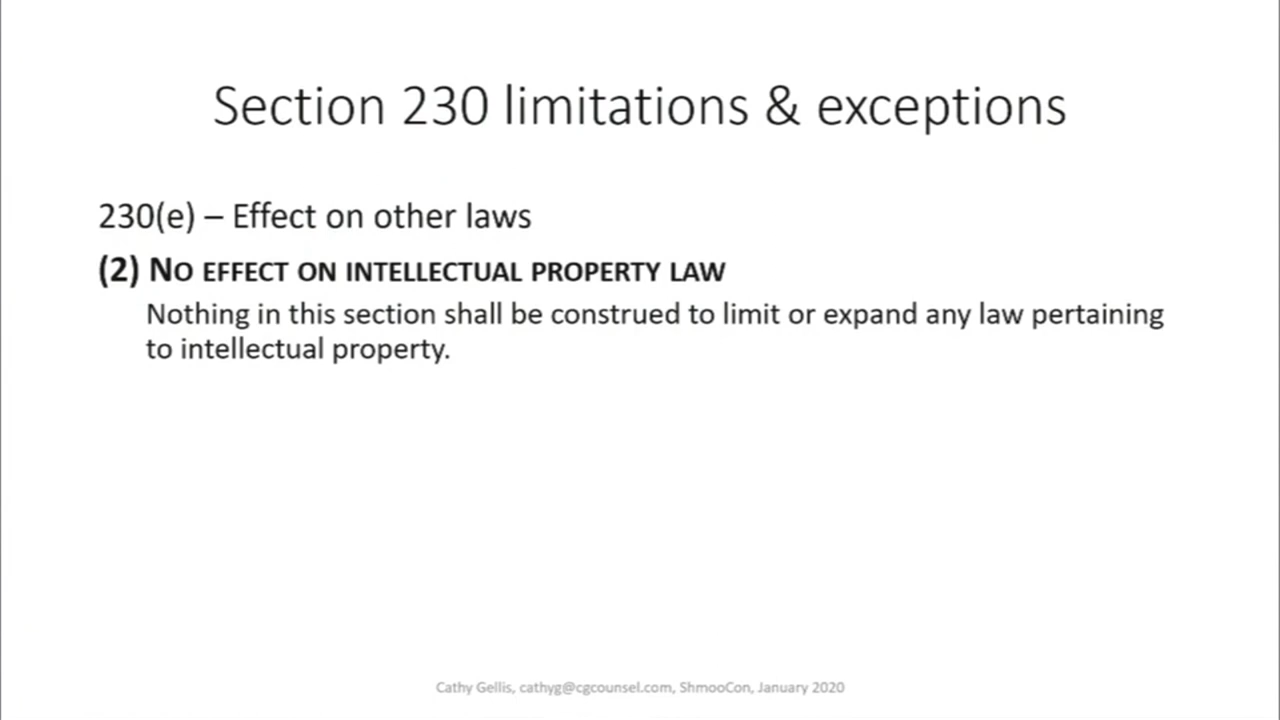 Section 230 limitations & exceptions
230(e) – Effect on other laws
(2) NO EFFECT ON INTELLECTUAL PROPERTY LAW
Nothing in this section shall be construed to limit or expand any law pertaining
to intellectual property.
Cathy Gellis, cathyg@cgcounsel.com, ShmooCon, January 2020